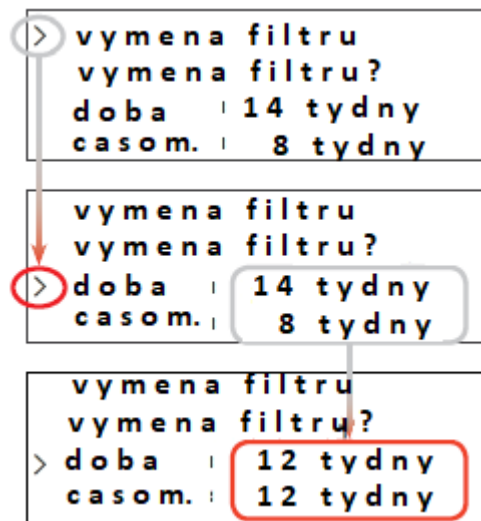 > vymena filtru
vymena filtru?
doba ı 14 tydny
casom. ı 8 tydny
vymena filtru
vymena filtru?
> doba ı 14 tydny
casom. ı 8 tydny
vymena filtru
vymena filtru?
> doba ı 12 tydny
casom. : 12 tydny